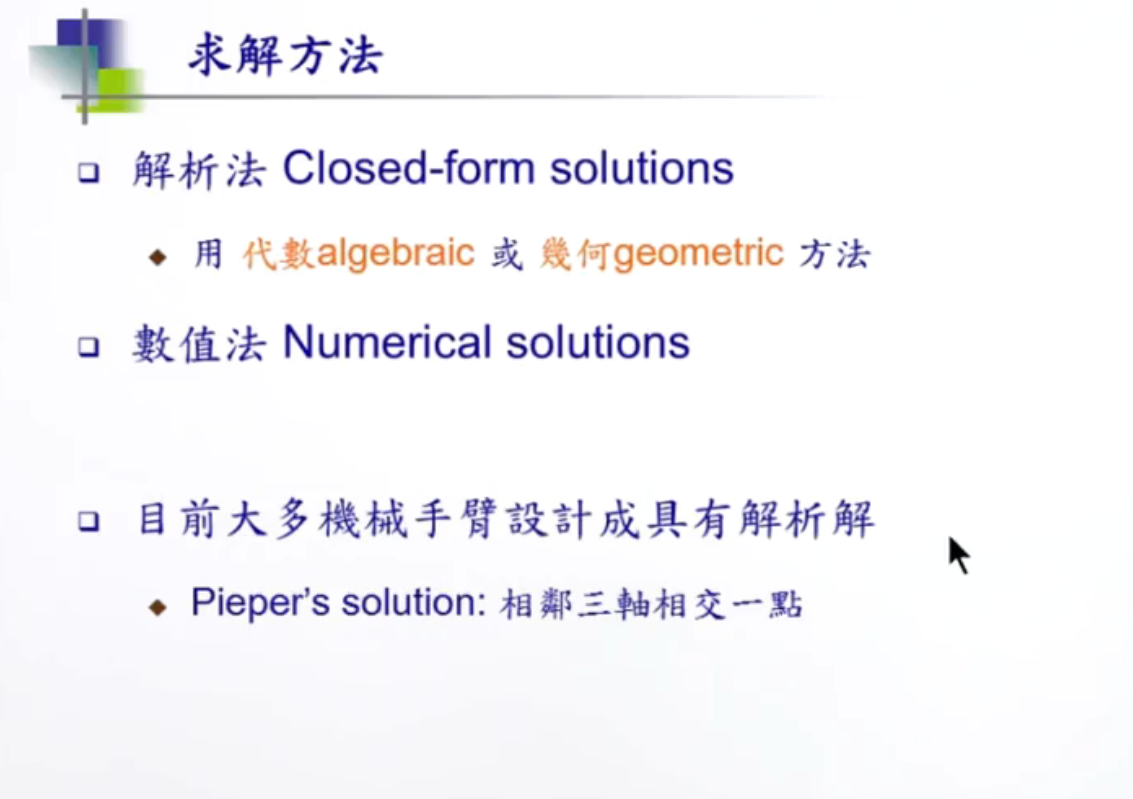 求解方法
解析法 Closed-form solutions
用 代數algebraic 或 幾何geometric 方法
數值法 Numerical solutions
目前大多機械手臂設計成具有解析解
Pieper's solution: 相鄰三軸相交一點